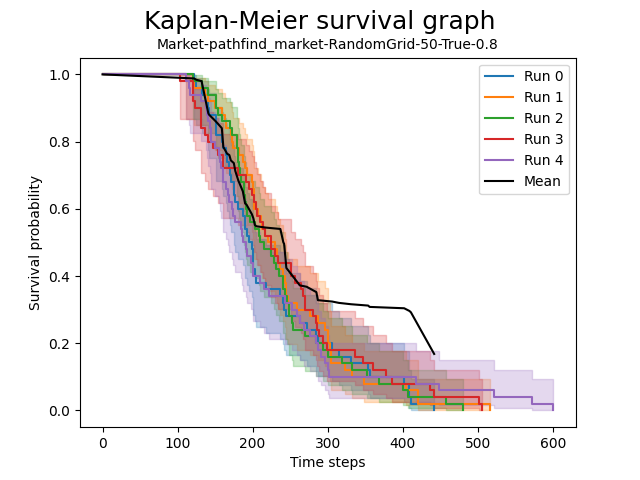 Kaplan-Meier survival graph
Market-pathfind_market-RandomGrid-50-True-0.8
Run 0
Run 1
Run 2
Run 3
Run 4
Mean
Survival probability
1.0
0.8
0.6
0.4
0.2
0.0
0 100 200 300 400 500 600
Time steps